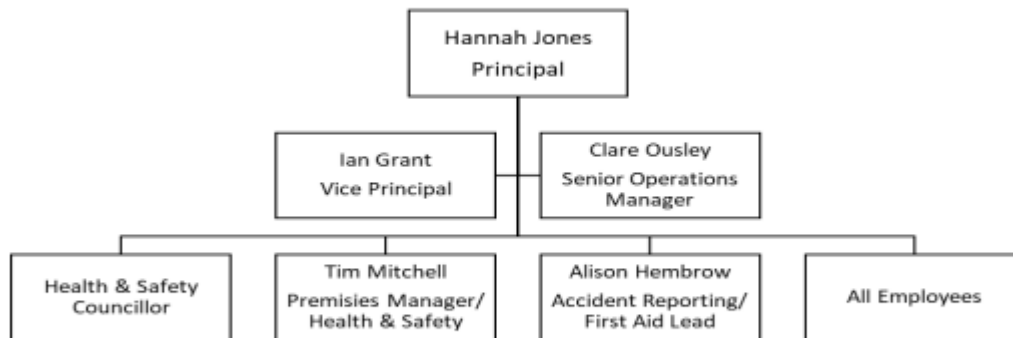 Hannah Jones
Principal
Ian Grant
Vice Principal
Clare Ousley
Senior Operations
Manager
Health & Safety
Councillor
Tim Mitchell
Premisies Manager/
Health & Safety
Alison Hembrow
Accident Reporting/
First Aid Lead
All Employees